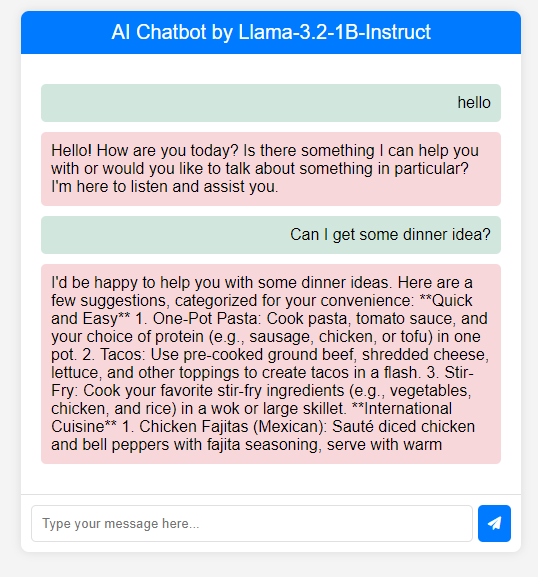 AI Chatbot by Llama-3.2-1B-Instruct
hello
Hello! How are you today? Is there something I can help you
with or would you like to talk about something in particular?
I'm here to listen and assist you.
Can I get some dinner idea?
I'd be happy to help you with some dinner ideas. Here are a
few suggestions, categorized for your convenience: **Quick
and Easy** 1. One-Pot Pasta: Cook pasta, tomato sauce, and
your choice of protein (e.g., sausage, chicken, or tofu) in one
pot. 2. Tacos: Use pre-cooked ground beef, shredded cheese,
lettuce, and other toppings to create tacos in a flash. 3. Stir-
Fry: Cook your favorite stir-fry ingredients (e.g., vegetables,
chicken, and rice) in a wok or large skillet. **International
Cuisine** 1. Chicken Fajitas (Mexican): Sauté diced chicken
and bell peppers with fajita seasoning, serve with warm
Type your message here...